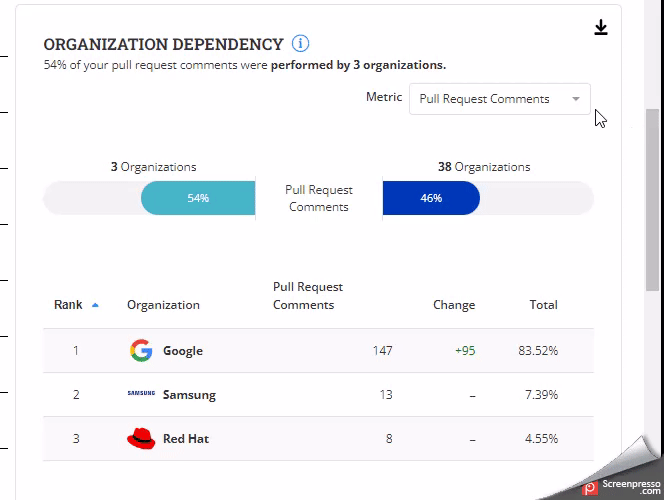 ORGANIZATION DEPENDENCY i
54% of your pull request comments were performed by 3 organizations.
Metric Pull Request Comments
3 Organizations 38 Organizations
54% Pull Request Comments 46%
Rank Organization Pull Request Comments Change Total
1 Google 147 +95 83.52%
2 SAMSUNG Samsung 13 – 7.39%
3 Red Hat 8 – 4.55%
Screenpresso
.com